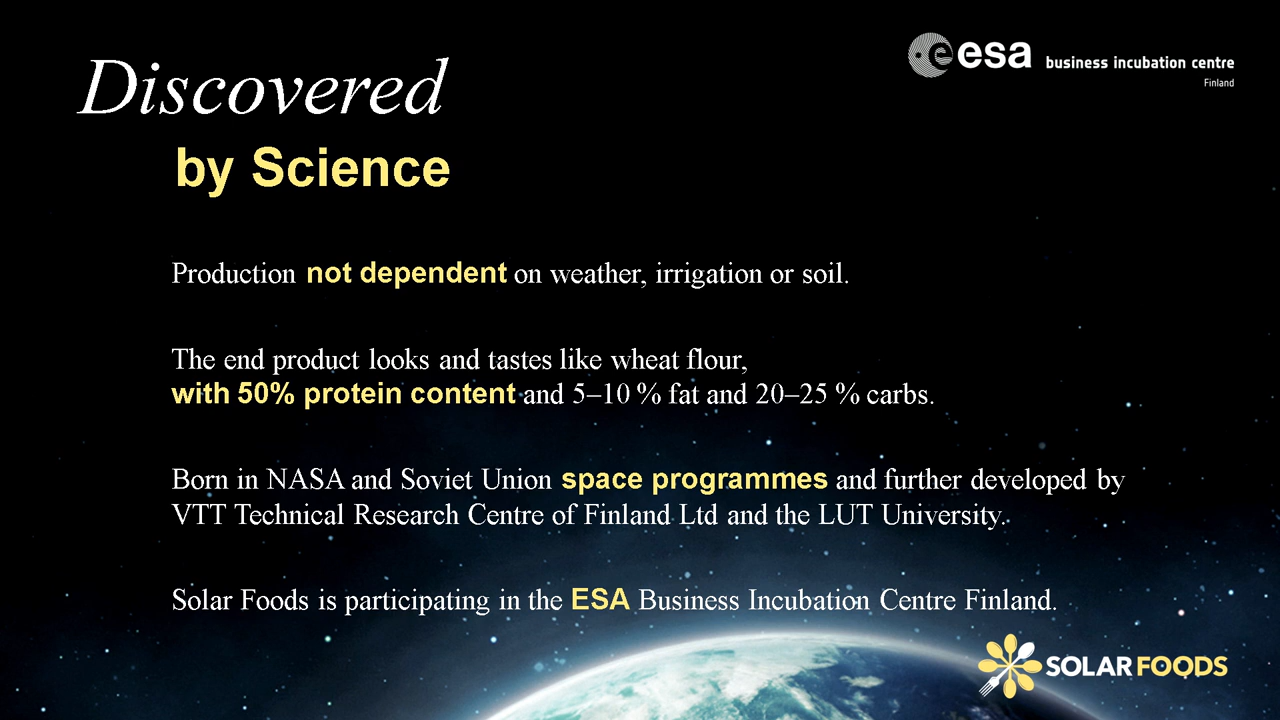 Discovered
by Science
esa business incubation centre
Finland
Production not dependent on weather, irrigation or soil.
The end product looks and tastes like wheat flour,
with 50% protein content and 5–10 % fat and 20–25 % carbs.
Born in NASA and Soviet Union space programmes and further developed by
VTT Technical Research Centre of Finland Ltd and the LUT University.
Solar Foods is participating in the ESA Business Incubation Centre Finland.
SOLAR FOODS